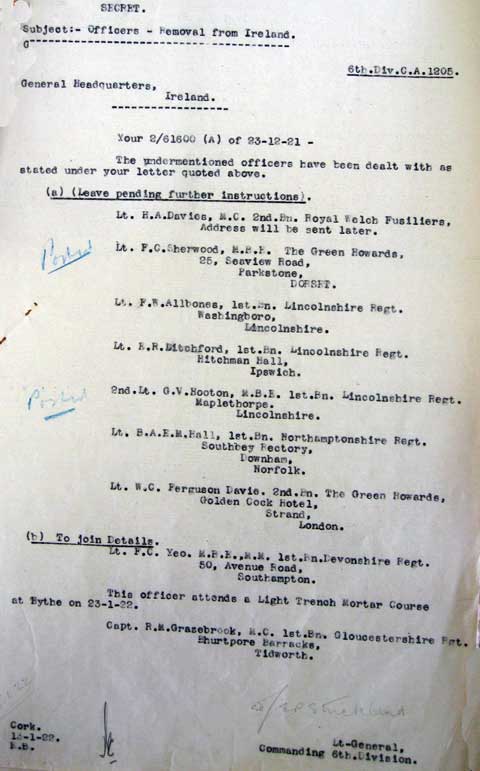 SECRET.
Subject:- Officers - Removal from Ireland.
G
6th.Div.C.A.1205.
General Headquarters,
Ireland.
Your 2/61600 (A) of 23-12-21 -
The undermentioned officers have been dealt with as
stated under your letter quoted above.
(a) (Leave pending further instructions).
Lt. H.A.Davies, M.C. 2nd.Bn. Royal Welch Fusiliers,
Address will be sent later.
Posted
Lt. F.C.Sherwood, M.B.E. The Green Howards,
25, Seaview Road,
Parkstone,
DORSET.
Lt. F.W.Allbones, 1st.Bn. Lincolnshire Regt.
Washingboro,
Lincolnshire.
Lt. R.R.Mitchford, 1st.Bn. Lincolnshire Regt.
Hitchman Hall,
Ipswich.
Posted
2nd.Lt. G.V.Hooton, M.B.E. 1st.Bn. Lincolnshire Regt.
Maplethorpe.
Lincolnshire.
Lt. B.A.E.M.Hall, 1st.Bn. Northamptonshire Regt.
Southbey Rectory,
Downham,
Norfolk.
Lt. W.C. Ferguson Davie. 2nd.Bn. The Green Howards,
Golden Cock Hotel,
Strand,
London.
(b) To join Details.
Lt. F.C. Yeo. M.B.E.,M.M. 1st.Bn.Devonshire Regt.
50, Avenue Road,
Southampton.
This officer attends a Light Trench Mortar Course
at Hythe on 23-1-22.
Capt. R.M.Grazebrook, M.C. 1st.Bn. Gloucestershire Rgt.
Bhurtpore Barracks,
Tidworth.
E.P. Strickland
Cork.
-1-22.
Lt-General,
Commanding 6th.Division.